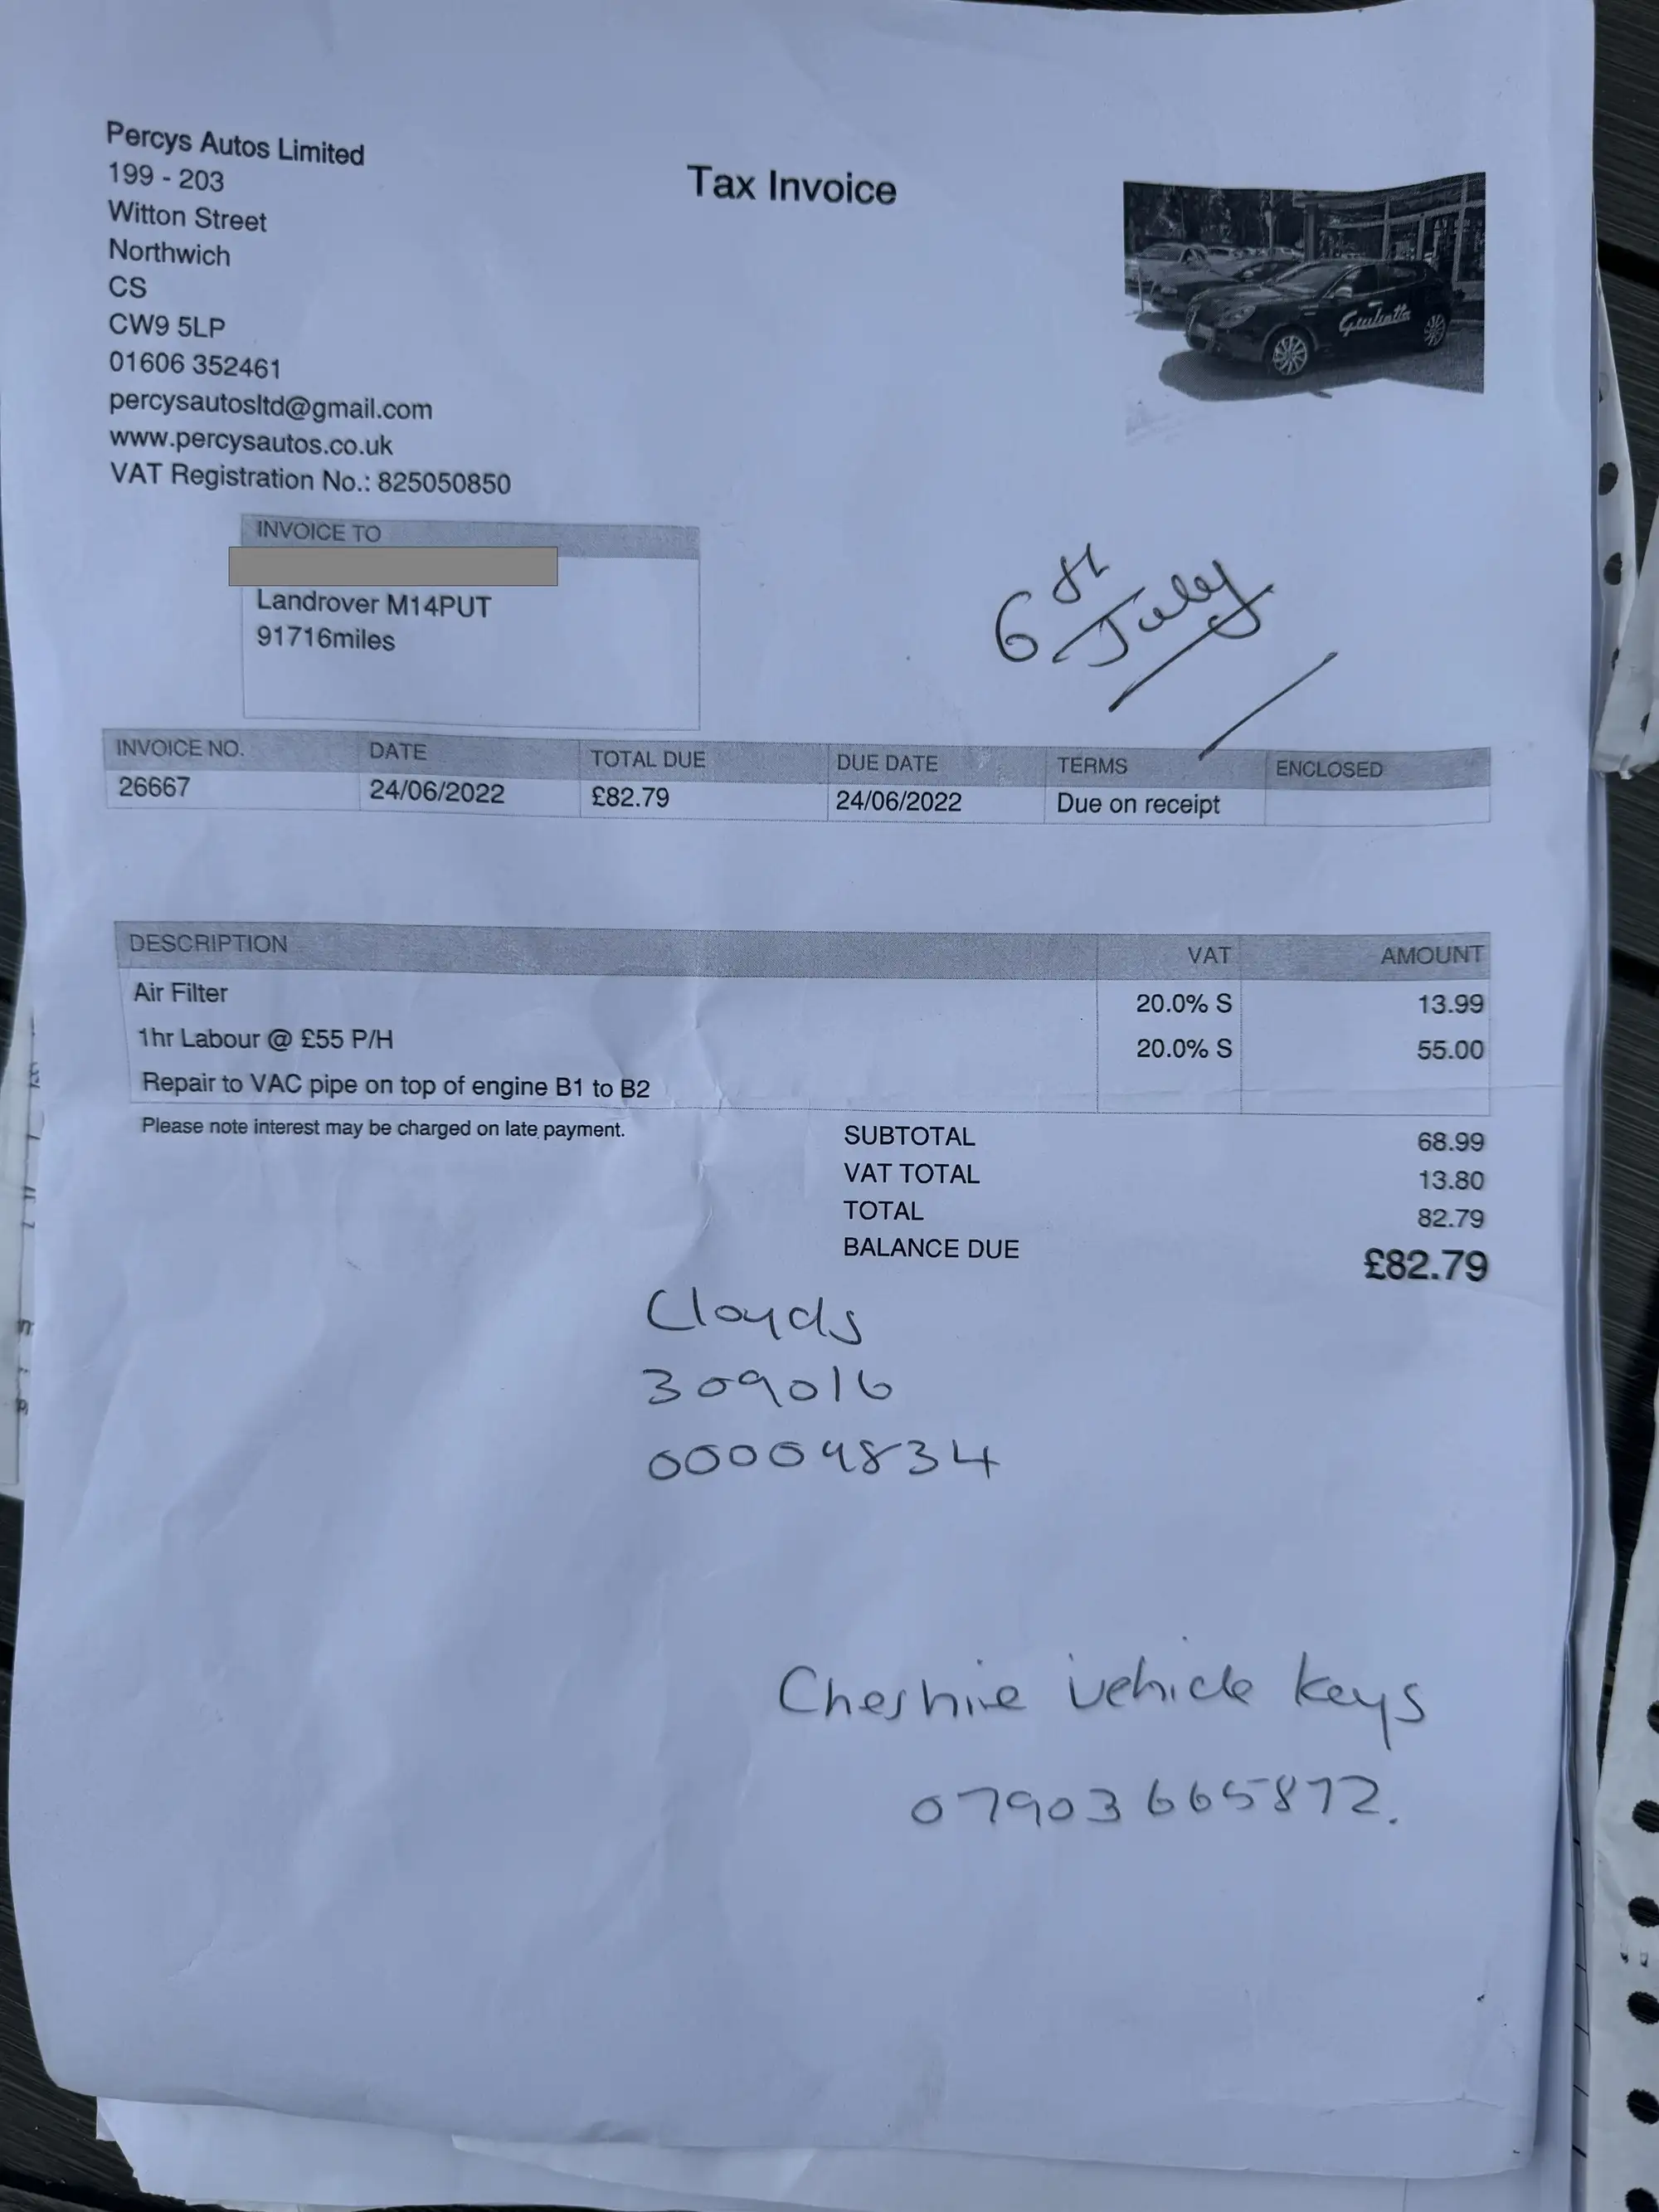 Percys Autos Limited
199 - 203
Witton Street
Northwich
CS
CW9 5LP
01606 352461
percysautosltd@gmail.com
www.percysautos.co.uk
VAT Registration No.: 825050850
Tax Invoice
Giulietta
INVOICE TO
Landrover M14PUT
91716miles
6th July
INVOICE NO. DATE TOTAL DUE DUE DATE TERMS ENCLOSED
26667 24/06/2022 £82.79 24/06/2022 Due on receipt
DESCRIPTION VAT AMOUNT
Air Filter 20.0% S 13.99
1hr Labour @ £55 P/H 20.0% S 55.00
Repair to VAC pipe on top of engine B1 to B2
Please note interest may be charged on late payment.
SUBTOTAL 68.99
VAT TOTAL 13.80
TOTAL 82.79
BALANCE DUE £82.79
Cloyds
309016
00009834
Cheshire vehicle keys
07903665872.